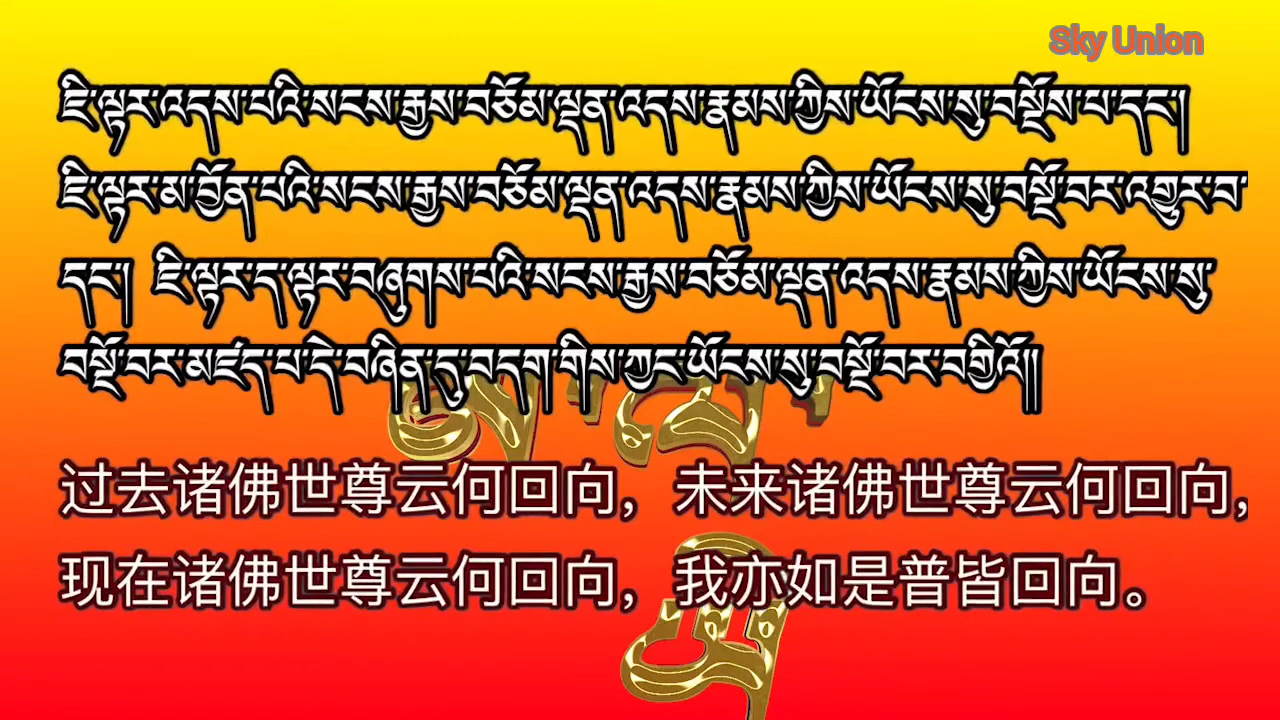 Sky Union
ཇི་ལྟར་འདས་པའི་སངས་རྒྱས་བཅོམ་ལྡན་འདས་རྣམས་ཀྱིས་ཡོངས་སུ་བསྔོས་པ་དང་།
ཇི་ལྟར་མ་བྱོན་པའི་སངས་རྒྱས་བཅོམ་ལྡན་འདས་རྣམས་ཀྱིས་ཡོངས་སུ་བསྔོ་བར་འགྱུར་བ་
དང་། ཇི་ལྟར་ད་ལྟར་བཞུགས་པའི་སངས་རྒྱས་བཅོམ་ལྡན་འདས་རྣམས་ཀྱིས་ཡོངས་སུ་
བསྔོ་བར་མཛད་པ་དེ་བཞིན་དུ་བདག་གིས་ཀྱང་ཡོངས་སུ་བསྔོ་བར་བགྱིའོ།།
过去诸佛世尊云何回向，未来诸佛世尊云何回向，
现在诸佛世尊云何回向，我亦如是普皆回向。